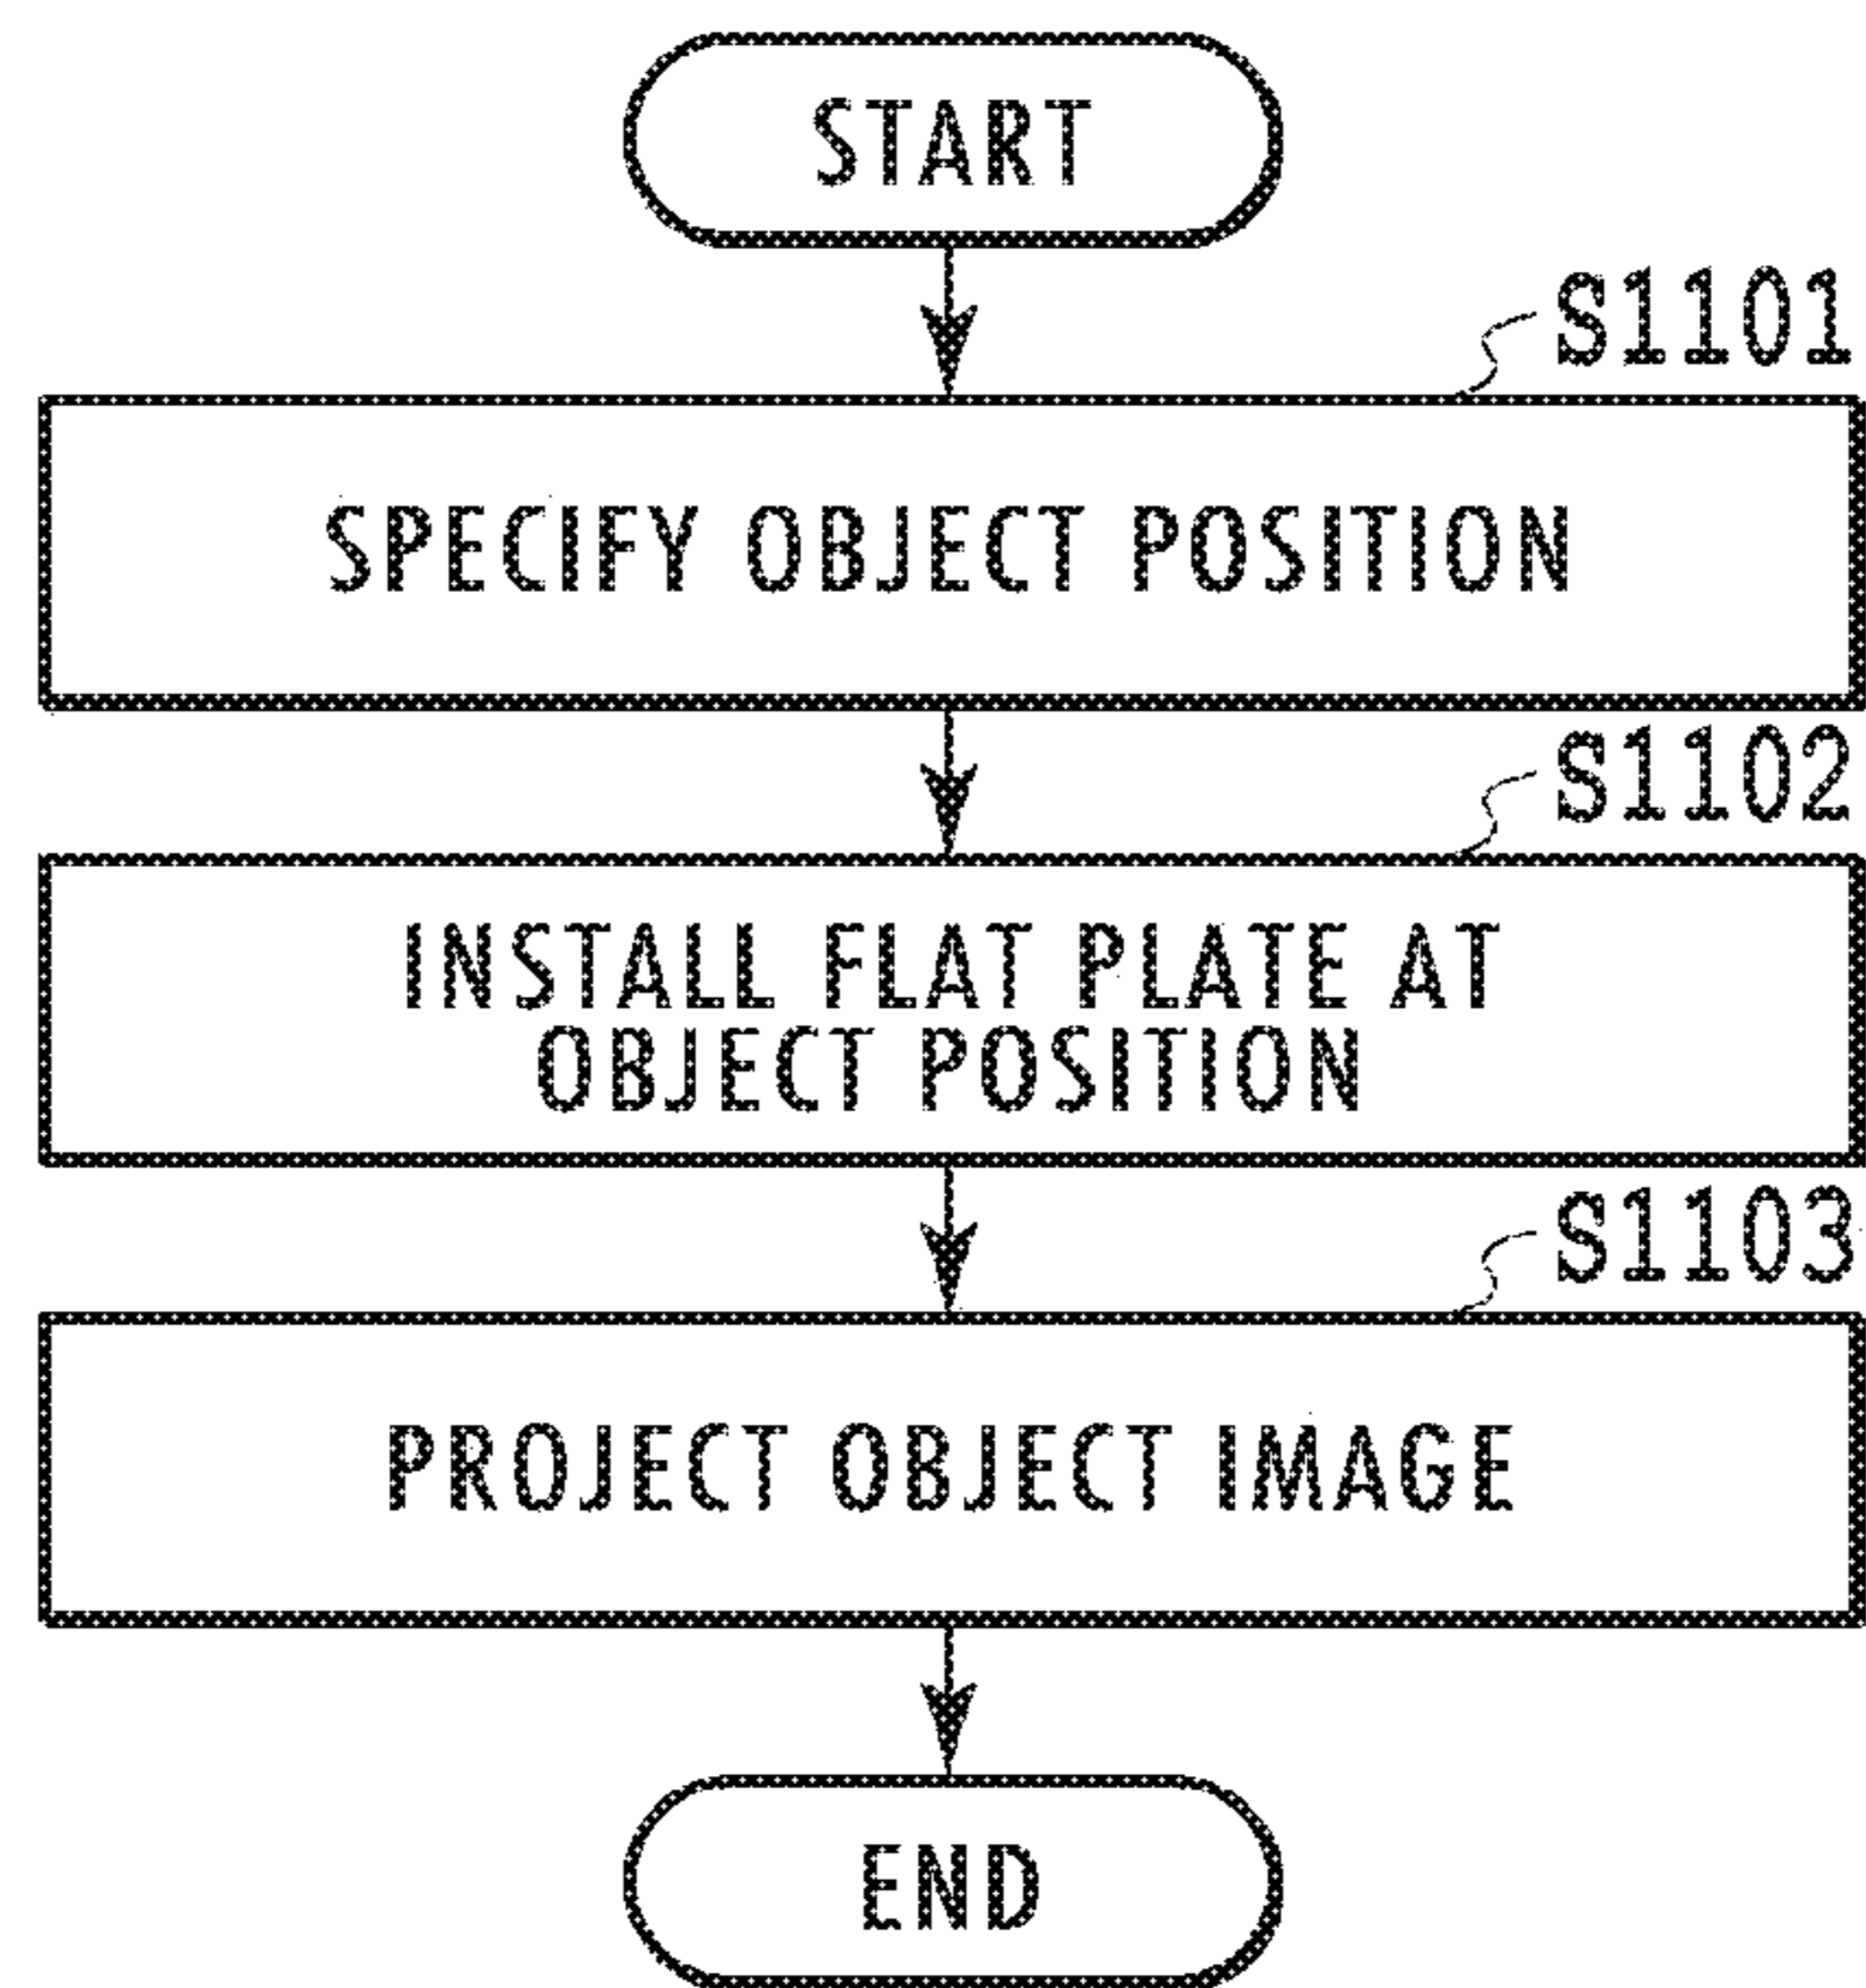 START
S1101
SPECIFY OBJECT POSITION
S1102
INSTALL FLAT PLATE AT
OBJECT POSITION
S1103
PROJECT OBJECT IMAGE
END